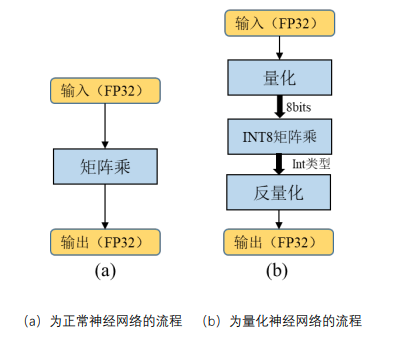 输入（FP32）
矩阵乘
输出（FP32）
(a)
输入（FP32）
量化
8bits
INT8矩阵乘
Int类型
反量化
输出（FP32）
(b)
（a）为正常神经网络的流程 （b）为量化神经网络的流程